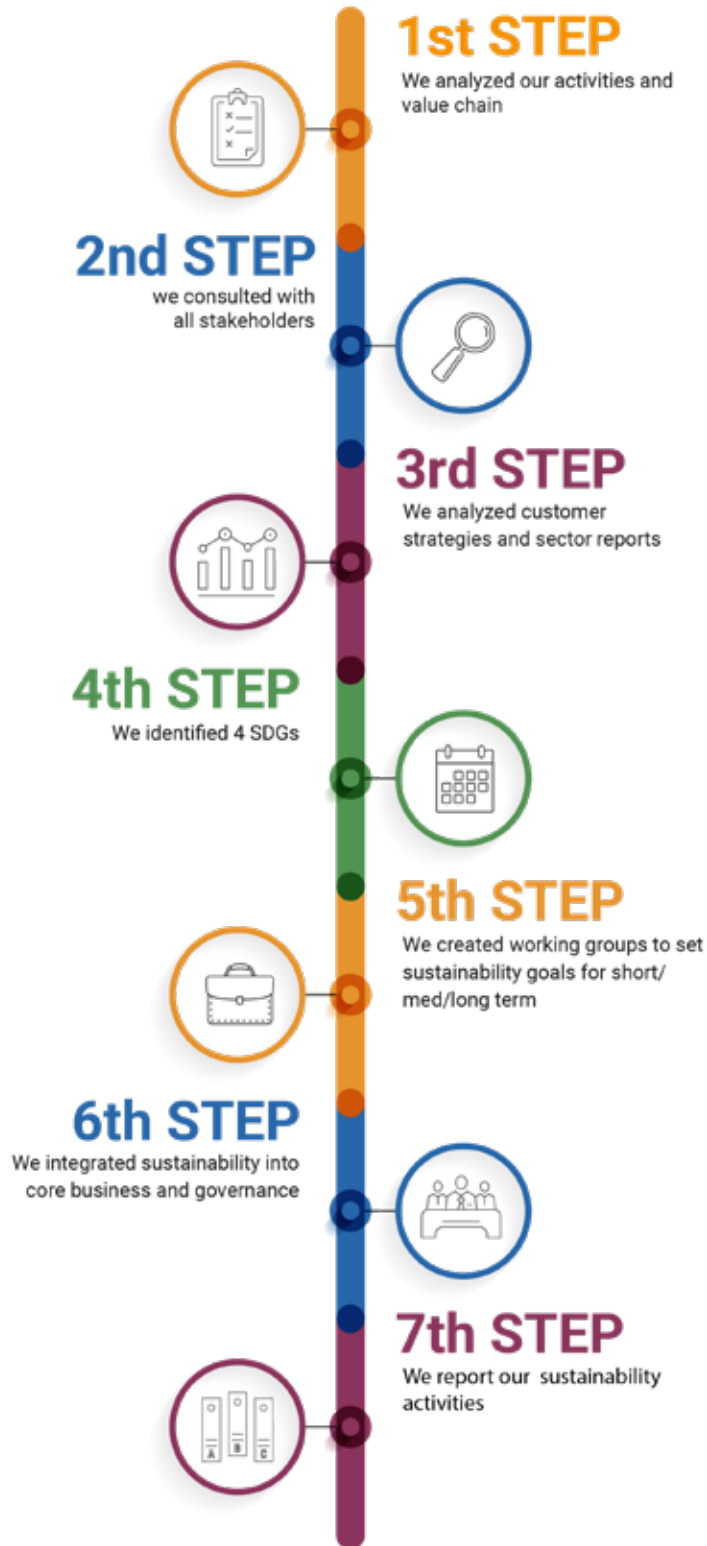 1st STEP
We analyzed our activities and
value chain
2nd STEP
we consulted with
all stakeholders
3rd STEP
We analyzed customer
strategies and sector reports
4th STEP
We identified 4 SDGs
5th STEP
We created working groups to set
sustainability goals for short/
med/long term
6th STEP
We integrated sustainability into
core business and governance
7th STEP
We report our sustainability
activities
A
B
C